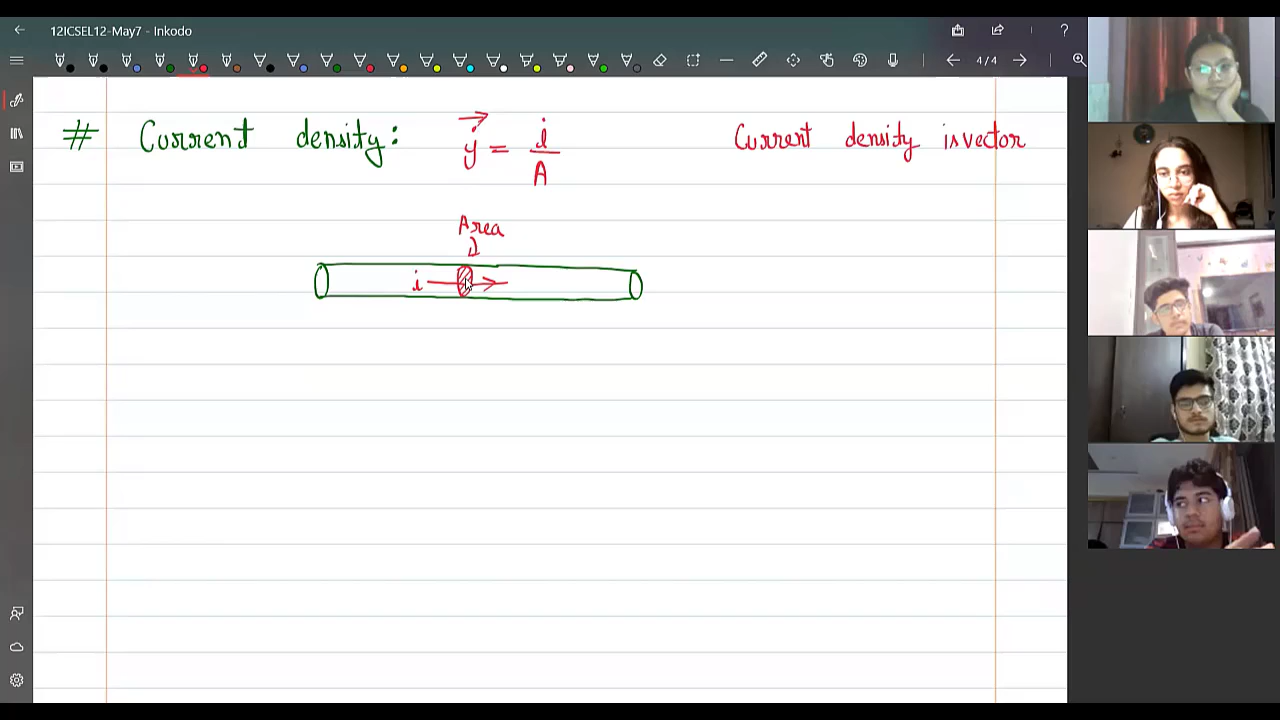 12ICSEL12-May7 - Inkodo
4/4
?
# Current density: j = i/A Current density is vector
Area
i